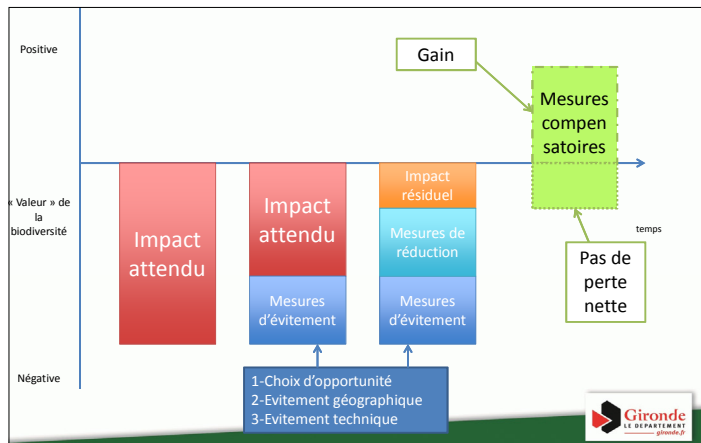 Positive
Gain
Mesures
compen
satoires
« Valeur » de
la
biodiversité
Impact
attendu
Impact
attendu
Mesures
d'évitement
Impact
résiduel
Mesures de
réduction
Mesures
d'évitement
temps
Pas de
perte
nette
Négative
1-Choix d'opportunité
2-Evitement géographique
3-Evitement technique
Gironde
LE DEPARTEMENT
gironde.fr